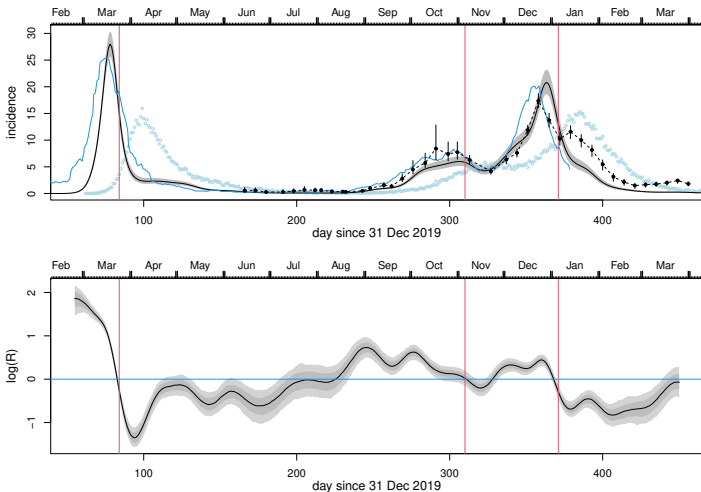 Feb Mar Apr May Jun Jul Aug Sep Oct Nov Dec Jan Feb Mar
30
25
20
15
10
5
0
incidence
100 200 300 400
day since 31 Dec 2019
Feb Mar Apr May Jun Jul Aug Sep Oct Nov Dec Jan Feb Mar
2
1
0
−1
log(R)
100 200 300 400
day since 31 Dec 2019